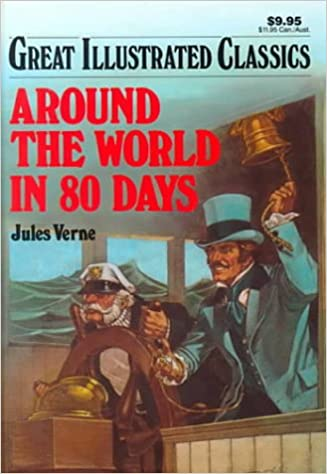 $9.95
$11.95 Can./Aust.
GREAT ILLUSTRATED CLASSICS
AROUND
THE WORLD
IN 80 DAYS
Jules Verne